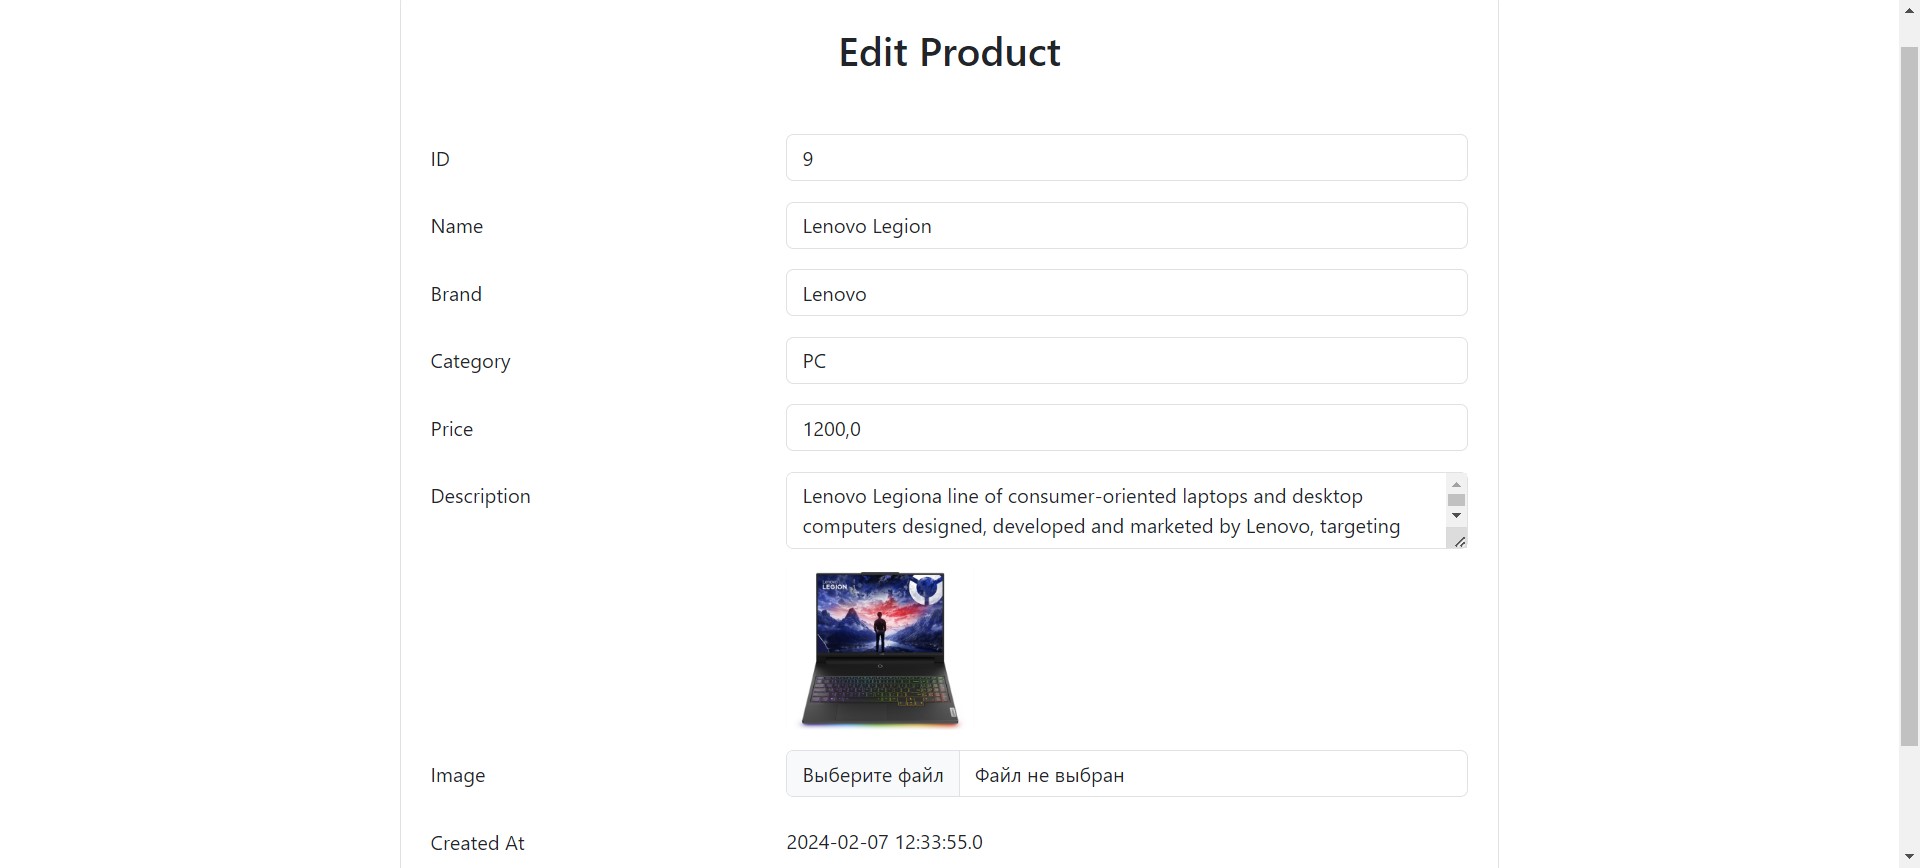 Edit Product
ID
9
Name
Lenovo Legion
Brand
Lenovo
Category
PC
Price
1200,0
Description
Lenovo Legiona line of consumer-oriented laptops and desktop
computers designed, developed and marketed by Lenovo, targeting
LEGION
Image
Выберите файл
Файл не выбран
Created At
2024-02-07 12:33:55.0